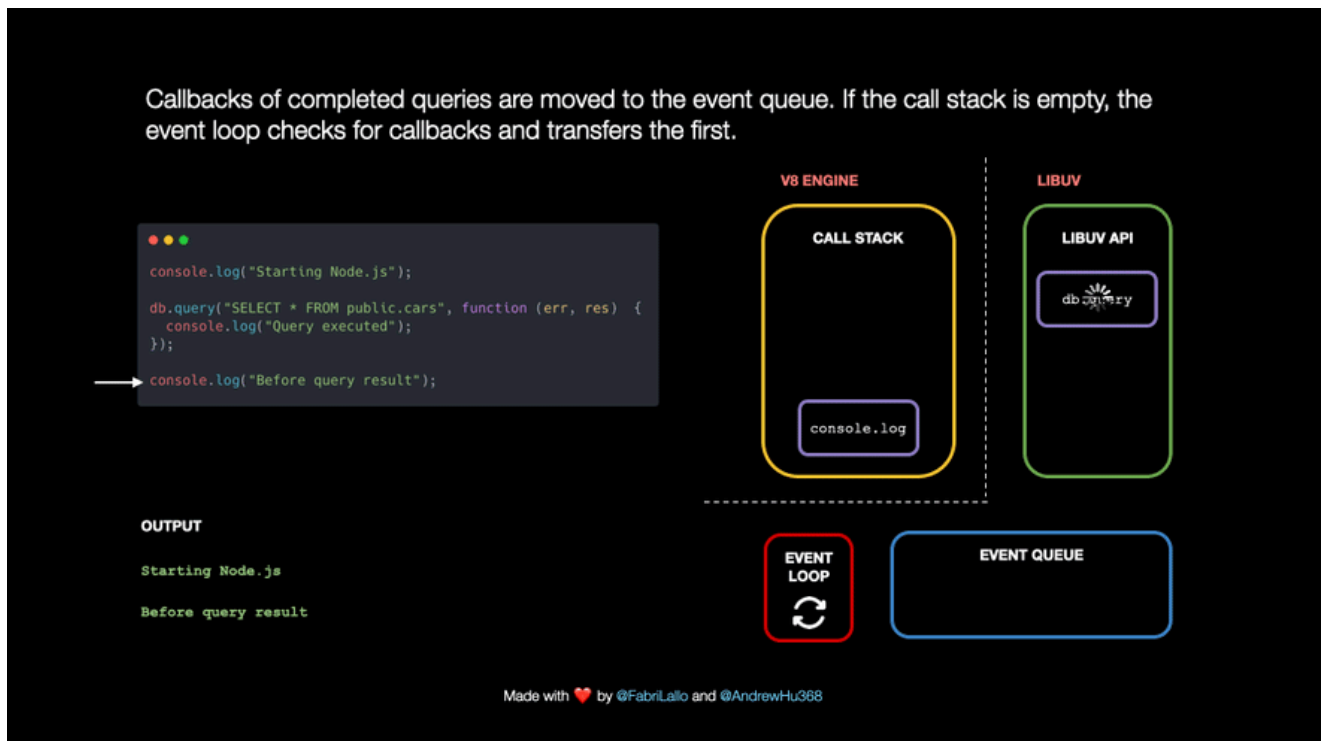 Callbacks of completed queries are moved to the event queue. If the call stack is empty, the
event loop checks for callbacks and transfers the first.
console.log("Starting Node.js");
db.query("SELECT * FROM public.cars", function (err, res)  {
  console.log("Query executed");
});
console.log("Before query result");
OUTPUT
Starting Node.js
Before query result
V8 ENGINE
CALL STACK
console.log
LIBUV
LIBUV API
db.query
EVENT
LOOP
EVENT QUEUE
Made with ❤️ by @FabriLallo and @AndrewHu368